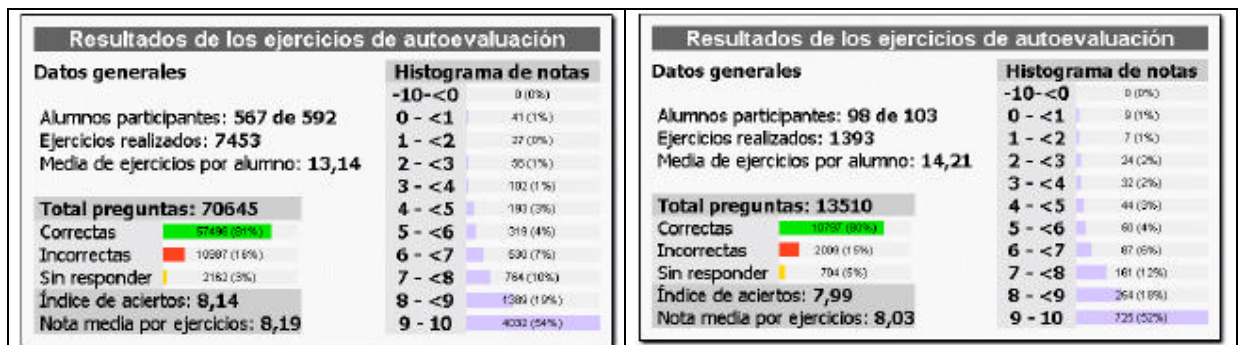 Resultados de los ejercicios de autoevaluación
Datos generales
Alumnos participantes: 567 de 592
Ejercicios realizados: 7453
Media de ejercicios por alumno: 13,14
Total preguntas: 70645
Correctas 57496 (81%)
Incorrectas 10987 (16%)
Sin responder 2162 (3%)
Índice de aciertos: 8,14
Nota media por ejercicios: 8,19
Histograma de notas
-10-<0 0 (0%)
0 - <1 41 (1%)
1 - <2 37 (0%)
2 - <3 (1%)
3 - <4 102 (1%)
4 - <5 (3%)
5 - <6 319 (4%)
6 - <7 (7%)
7 - <8 764 (10%)
8 - <9 1389 (19%)
9 - 10 4032 (54%)
Resultados de los ejercicios de autoevaluación
Datos generales
Alumnos participantes: 98 de 103
Ejercicios realizados: 1393
Media de ejercicios por alumno: 14,21
Total preguntas: 13510
Correctas 10797 (80%)
Incorrectas 2009 (15%)
Sin responder 704 (5%)
Índice de aciertos: 7,99
Nota media por ejercicios: 8,03
Histograma de notas
-10-<0 0 (0%)
0 - <1 9 (1%)
1 - <2 7 (1%)
2 - <3 24 (2%)
3 - <4 32 (2%)
4 - <5 44 (3%)
5 - <6 60 (4%)
6 - <7 87 (6%)
7 - <8 161 (12%)
8 - <9 (18%)
9 - 10 725 (52%)